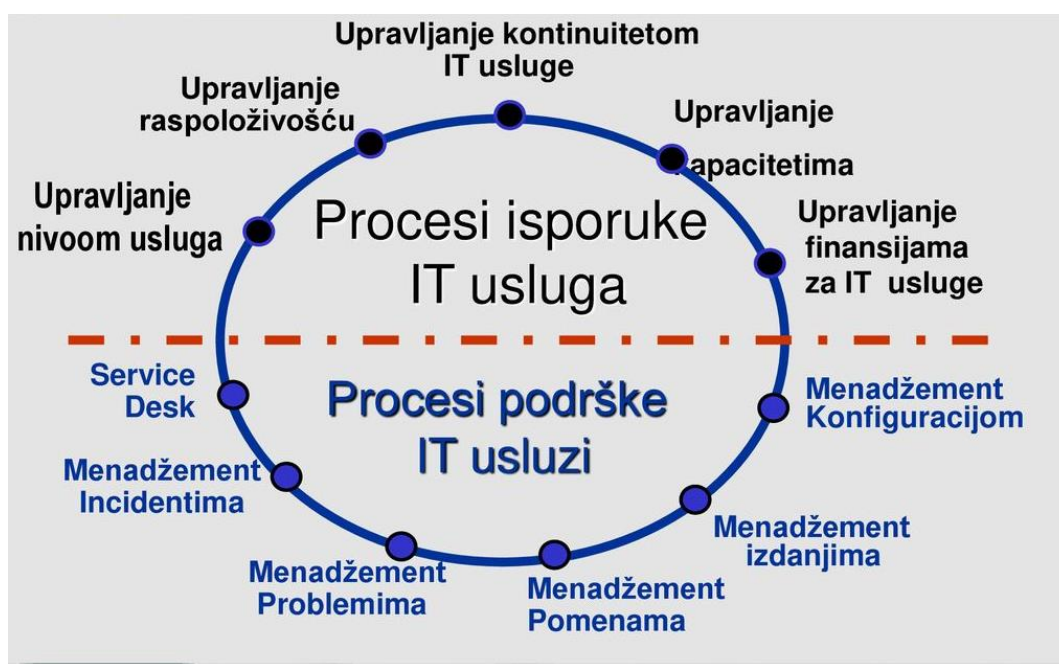 Upravljanje kontinuitetom
IT usluge
Upravljanje
raspoloživošću
Upravljanje
kapacitetima
Upravljanje
nivoom usluga
Procesi isporuke
IT usluga
Upravljanje
finansijama
za IT usluge
Service
Desk
Procesi podrške
IT usluzi
Menadžement
Konfiguracijom
Menadžement
Incidentima
Menadžement
izdanjima
Menadžement
Problemima
Menadžement
Pomenama